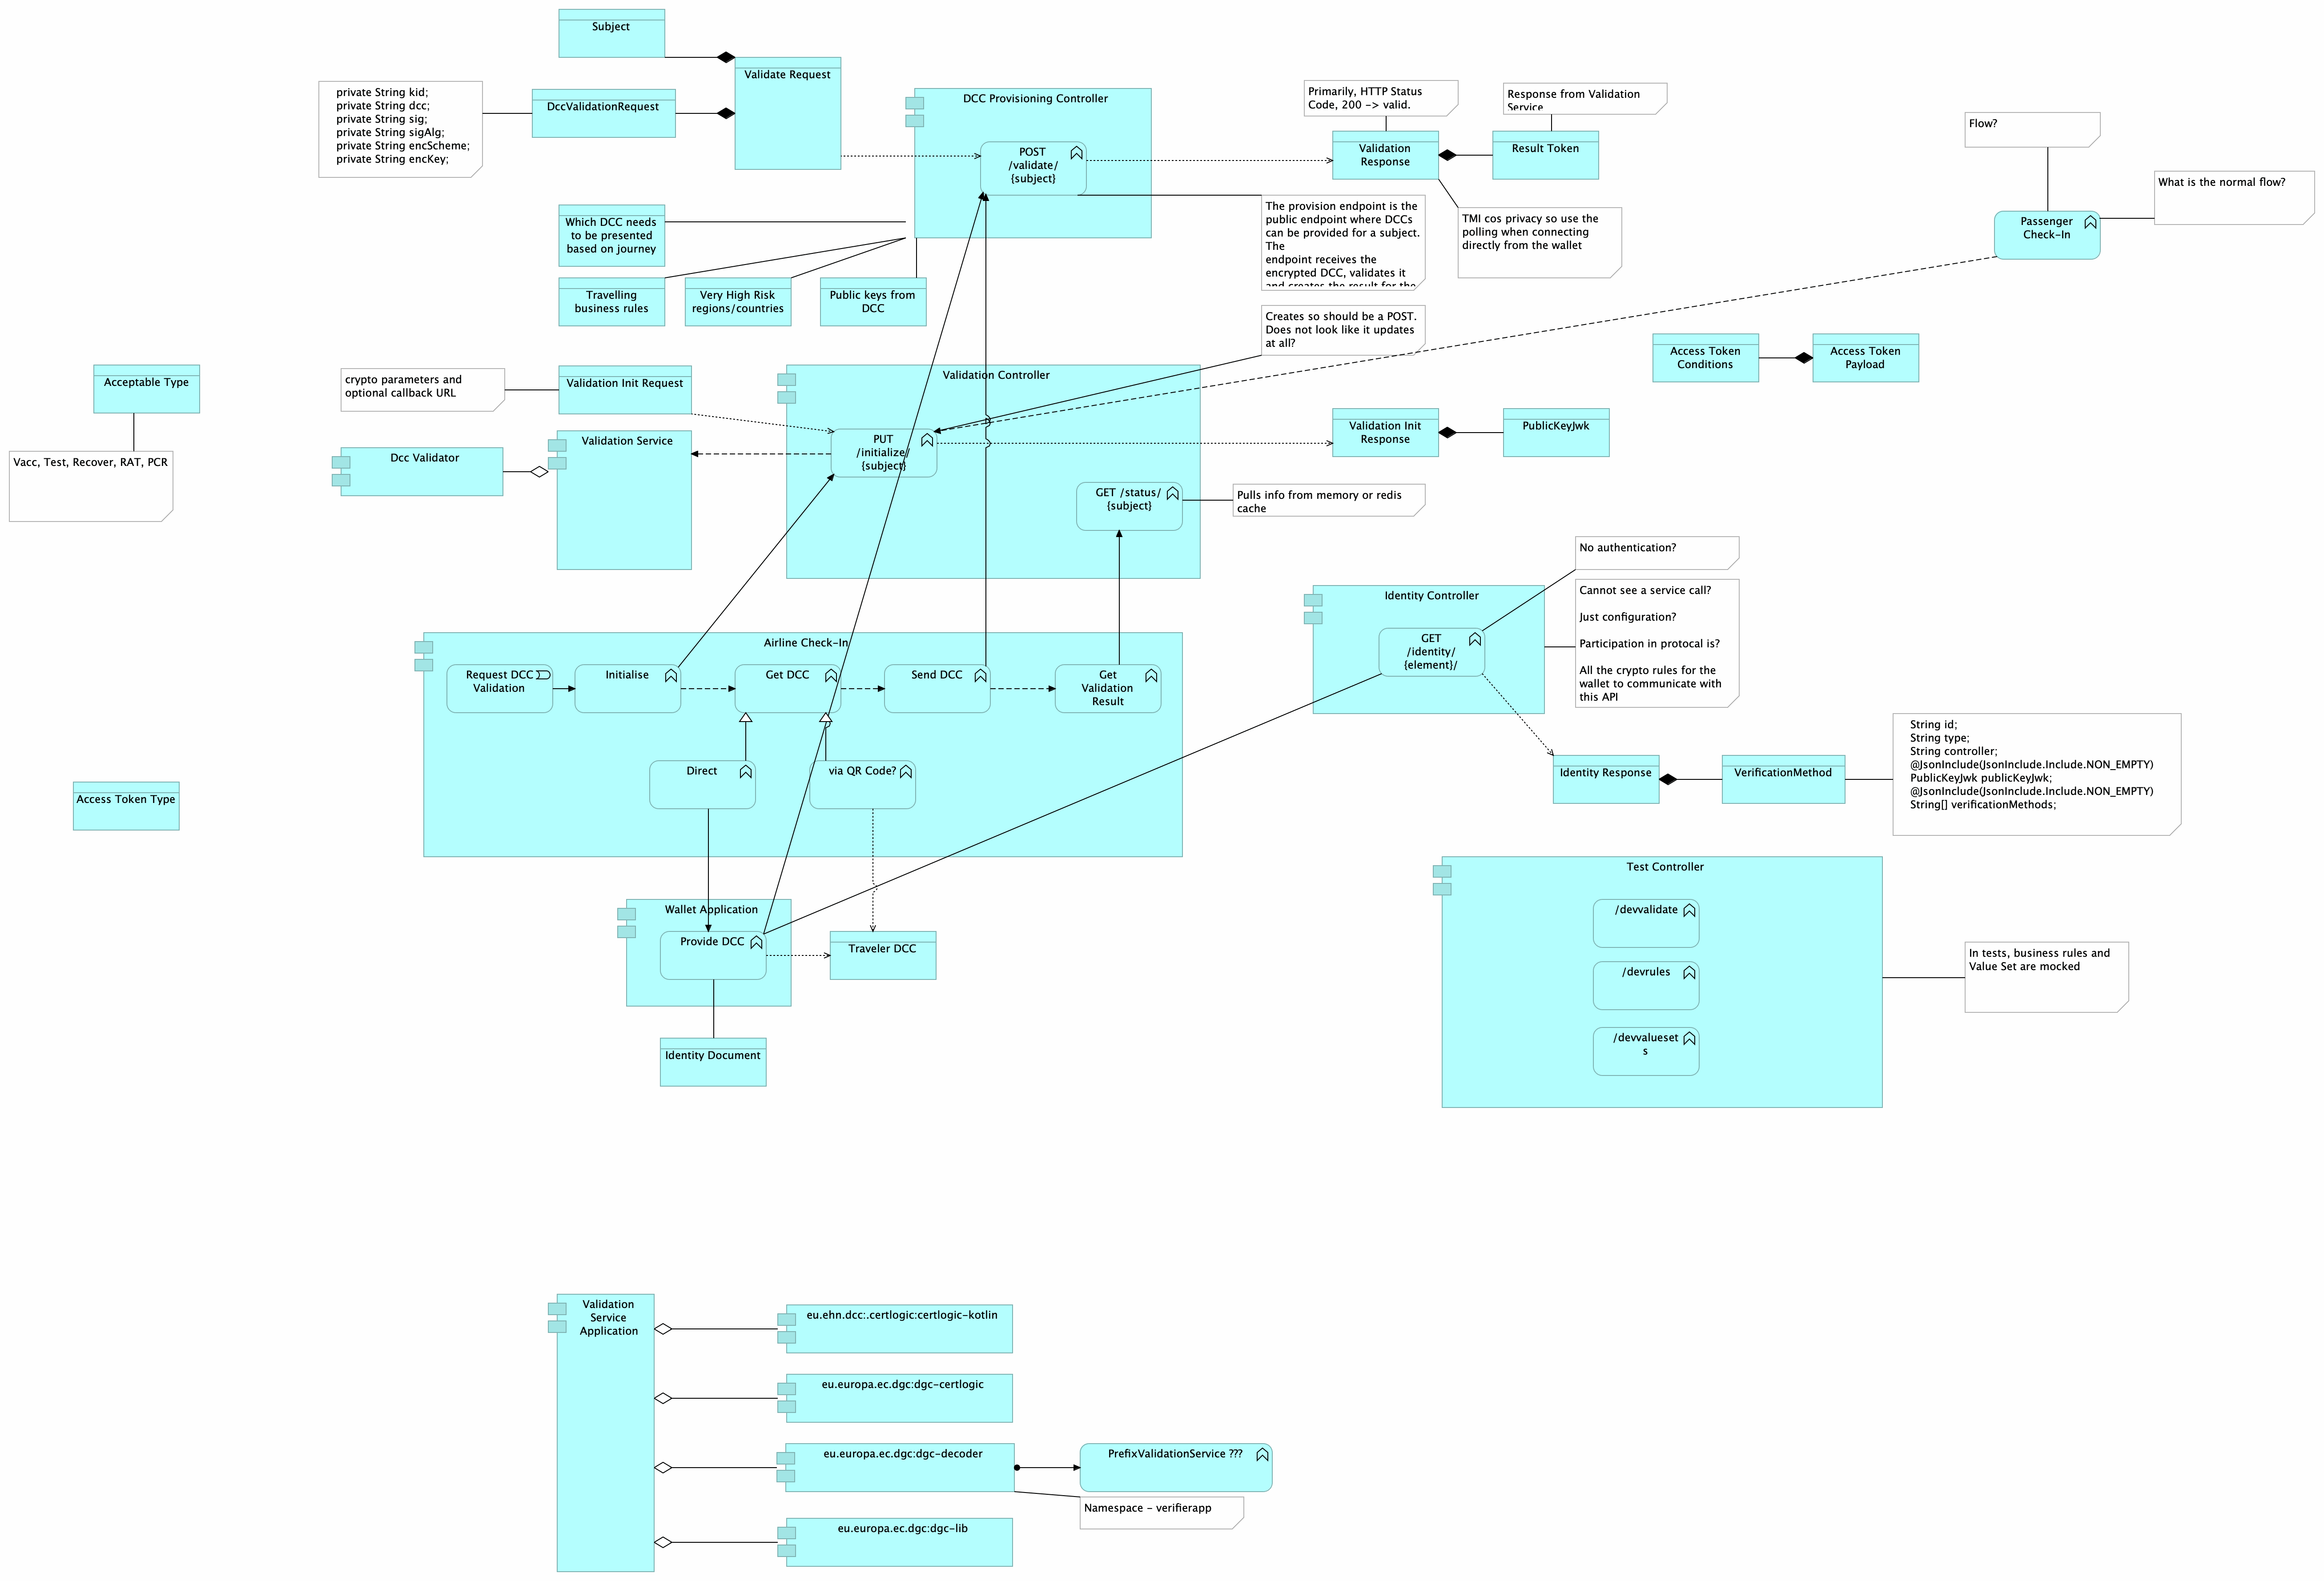 Subject
Validate Request
private String kid;
private String dcc;
private String sig;
private String sigAlg;
private String encScheme;
private String encKey;
DccValidationRequest
DCC Provisioning Controller
POST
/validate/
{subject}
Primarily, HTTP Status
Code, 200 -> valid.
Response from Validation
Service
Validation
Response
Result Token
Flow?
What is the normal flow?
Passenger
Check-In
Which DCC needs
to be presented
based on journey
The provision endpoint is the
public endpoint where DCCs
can be provided for a subject.
The
endpoint receives the
encrypted DCC, validates it
and creates the result for the
TMI cos privacy so use the
polling when connecting
directly from the wallet
Travelling
business rules
Very High Risk
regions/countries
Public keys from
DCC
Creates so should be a POST.
Does not look like it updates
at all?
Access Token
Conditions
Access Token
Payload
Acceptable Type
crypto parameters and
optional callback URL
Validation Init Request
Validation Controller
Validation Init
Response
PublicKeyJwk
Vacc, Test, Recover, RAT, PCR
Dcc Validator
Validation Service
PUT
/initialize/
{subject}
GET /status/
{subject}
Pulls info from memory or redis
cache
No authentication?
Identity Controller
GET
/identity/
{element}/
Cannot see a service call?
Just configuration?
Participation in protocal is?
All the crypto rules for the
wallet to communicate with
this API
Airline Check-In
Request DCC
Validation
Initialise
Get DCC
Send DCC
Get
Validation
Result
Direct
via QR Code?
Identity Response
VerificationMethod
String id;
String type;
String controller;
@JsonInclude(JsonInclude.Include.NON_EMPTY)
PublicKeyJwk publicKeyJwk;
@JsonInclude(JsonInclude.Include.NON_EMPTY)
String[] verificationMethods;
Access Token Type
Wallet Application
Provide DCC
Traveler DCC
Identity Document
Test Controller
/devvalidate
/devrules
/devvalueset
s
In tests, business rules and
Value Set are mocked
Validation
Service
Application
eu.ehn.dcc:.certlogic:certlogic-kotlin
eu.europa.ec.dgc:dgc-certlogic
eu.europa.ec.dgc:dgc-decoder
PrefixValidationService ???
Namespace - verifierapp
eu.europa.ec.dgc:dgc-lib